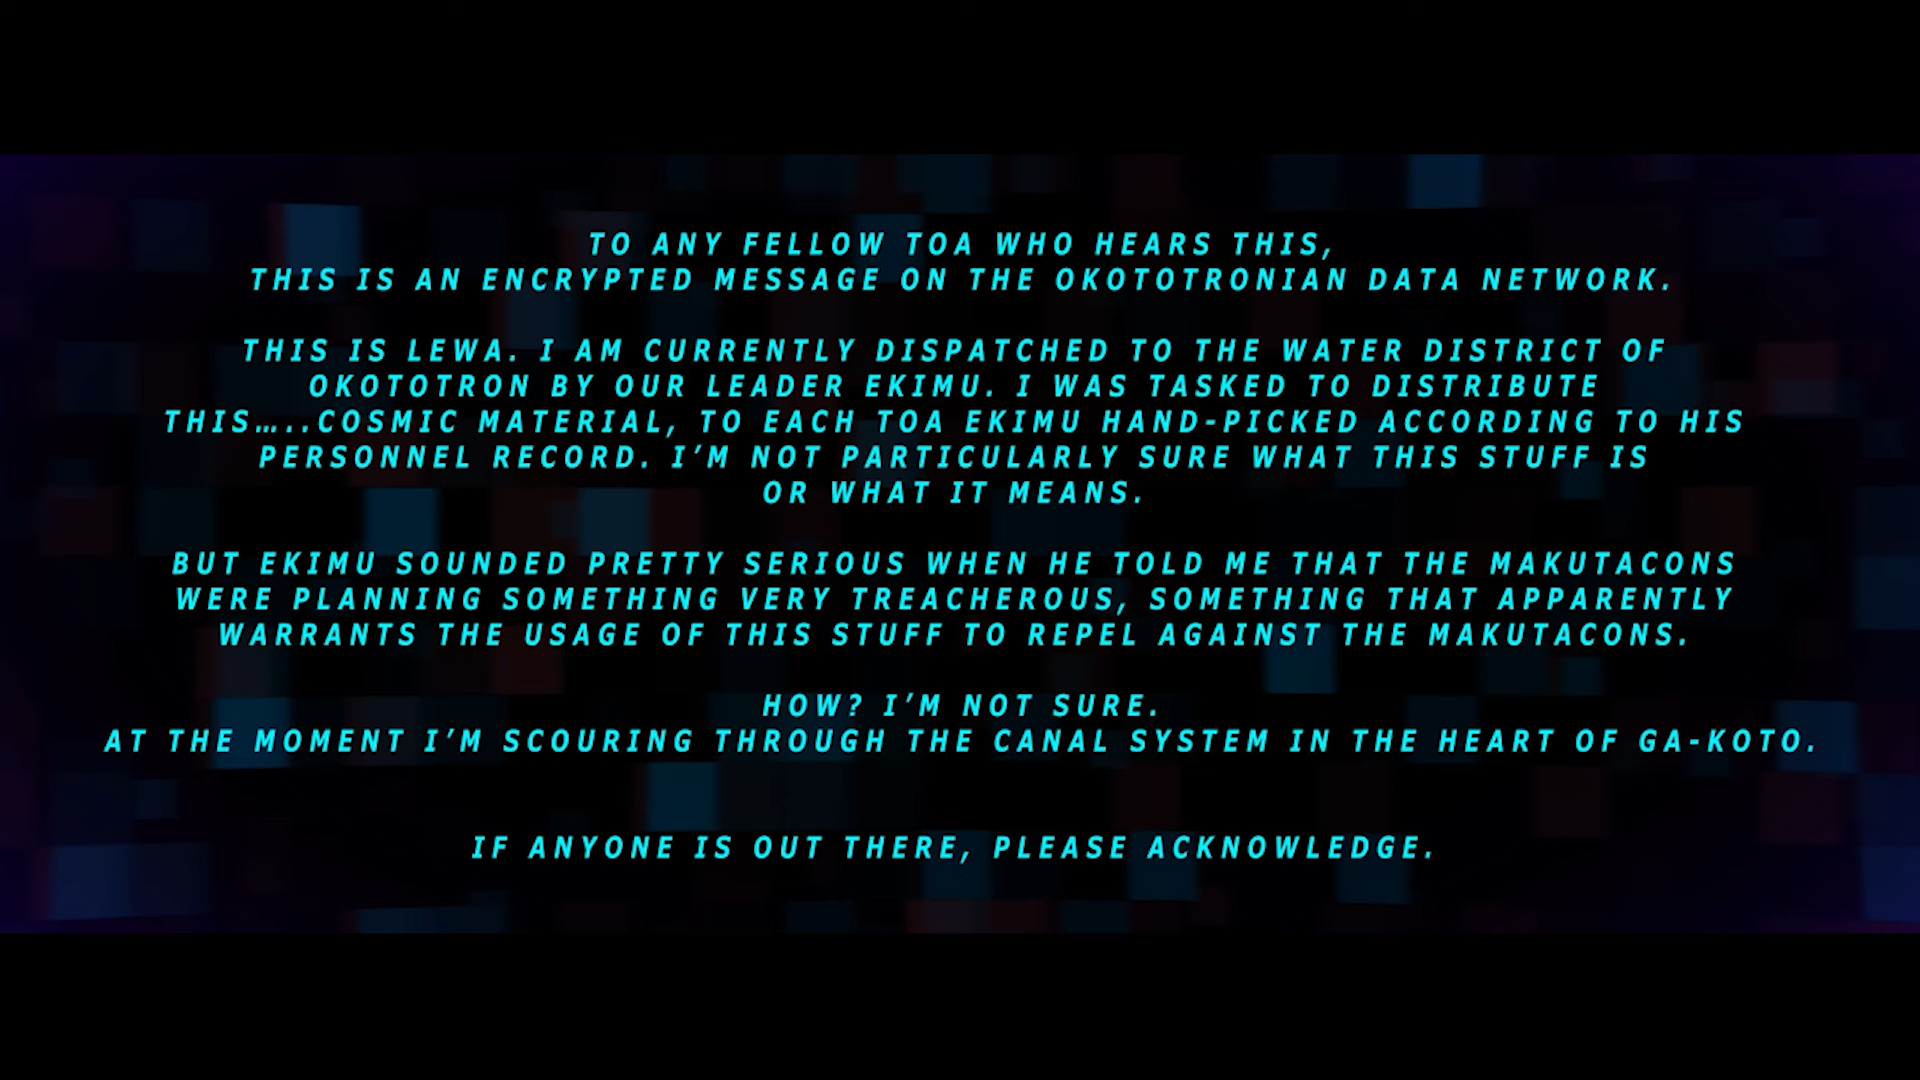 TO ANY FELLOW TOA WHO HEARS THIS,
THIS IS AN ENCRYPTED MESSAGE ON THE OKOTOTRONIAN DATA NETWORK.
THIS IS LEWA. I AM CURRENTLY DISPATCHED TO THE WATER DISTRICT OF
OKOTOTRON BY OUR LEADER EKIMU. I WAS TASKED TO DISTRIBUTE
THIS…..COSMIC MATERIAL, TO EACH TOA EKIMU HAND-PICKED ACCORDING TO HIS
PERSONNEL RECORD. I’M NOT PARTICULARLY SURE WHAT THIS STUFF IS
OR WHAT IT MEANS.
BUT EKIMU SOUNDED PRETTY SERIOUS WHEN HE TOLD ME THAT THE MAKUTACONS
WERE PLANNING SOMETHING VERY TREACHEROUS, SOMETHING THAT APPARENTLY
WARRANTS THE USAGE OF THIS STUFF TO REPEL AGAINST THE MAKUTACONS.
HOW? I’M NOT SURE.
AT THE MOMENT I’M SCOURING THROUGH THE CANAL SYSTEM IN THE HEART OF GA-KOTO.
IF ANYONE IS OUT THERE, PLEASE ACKNOWLEDGE.